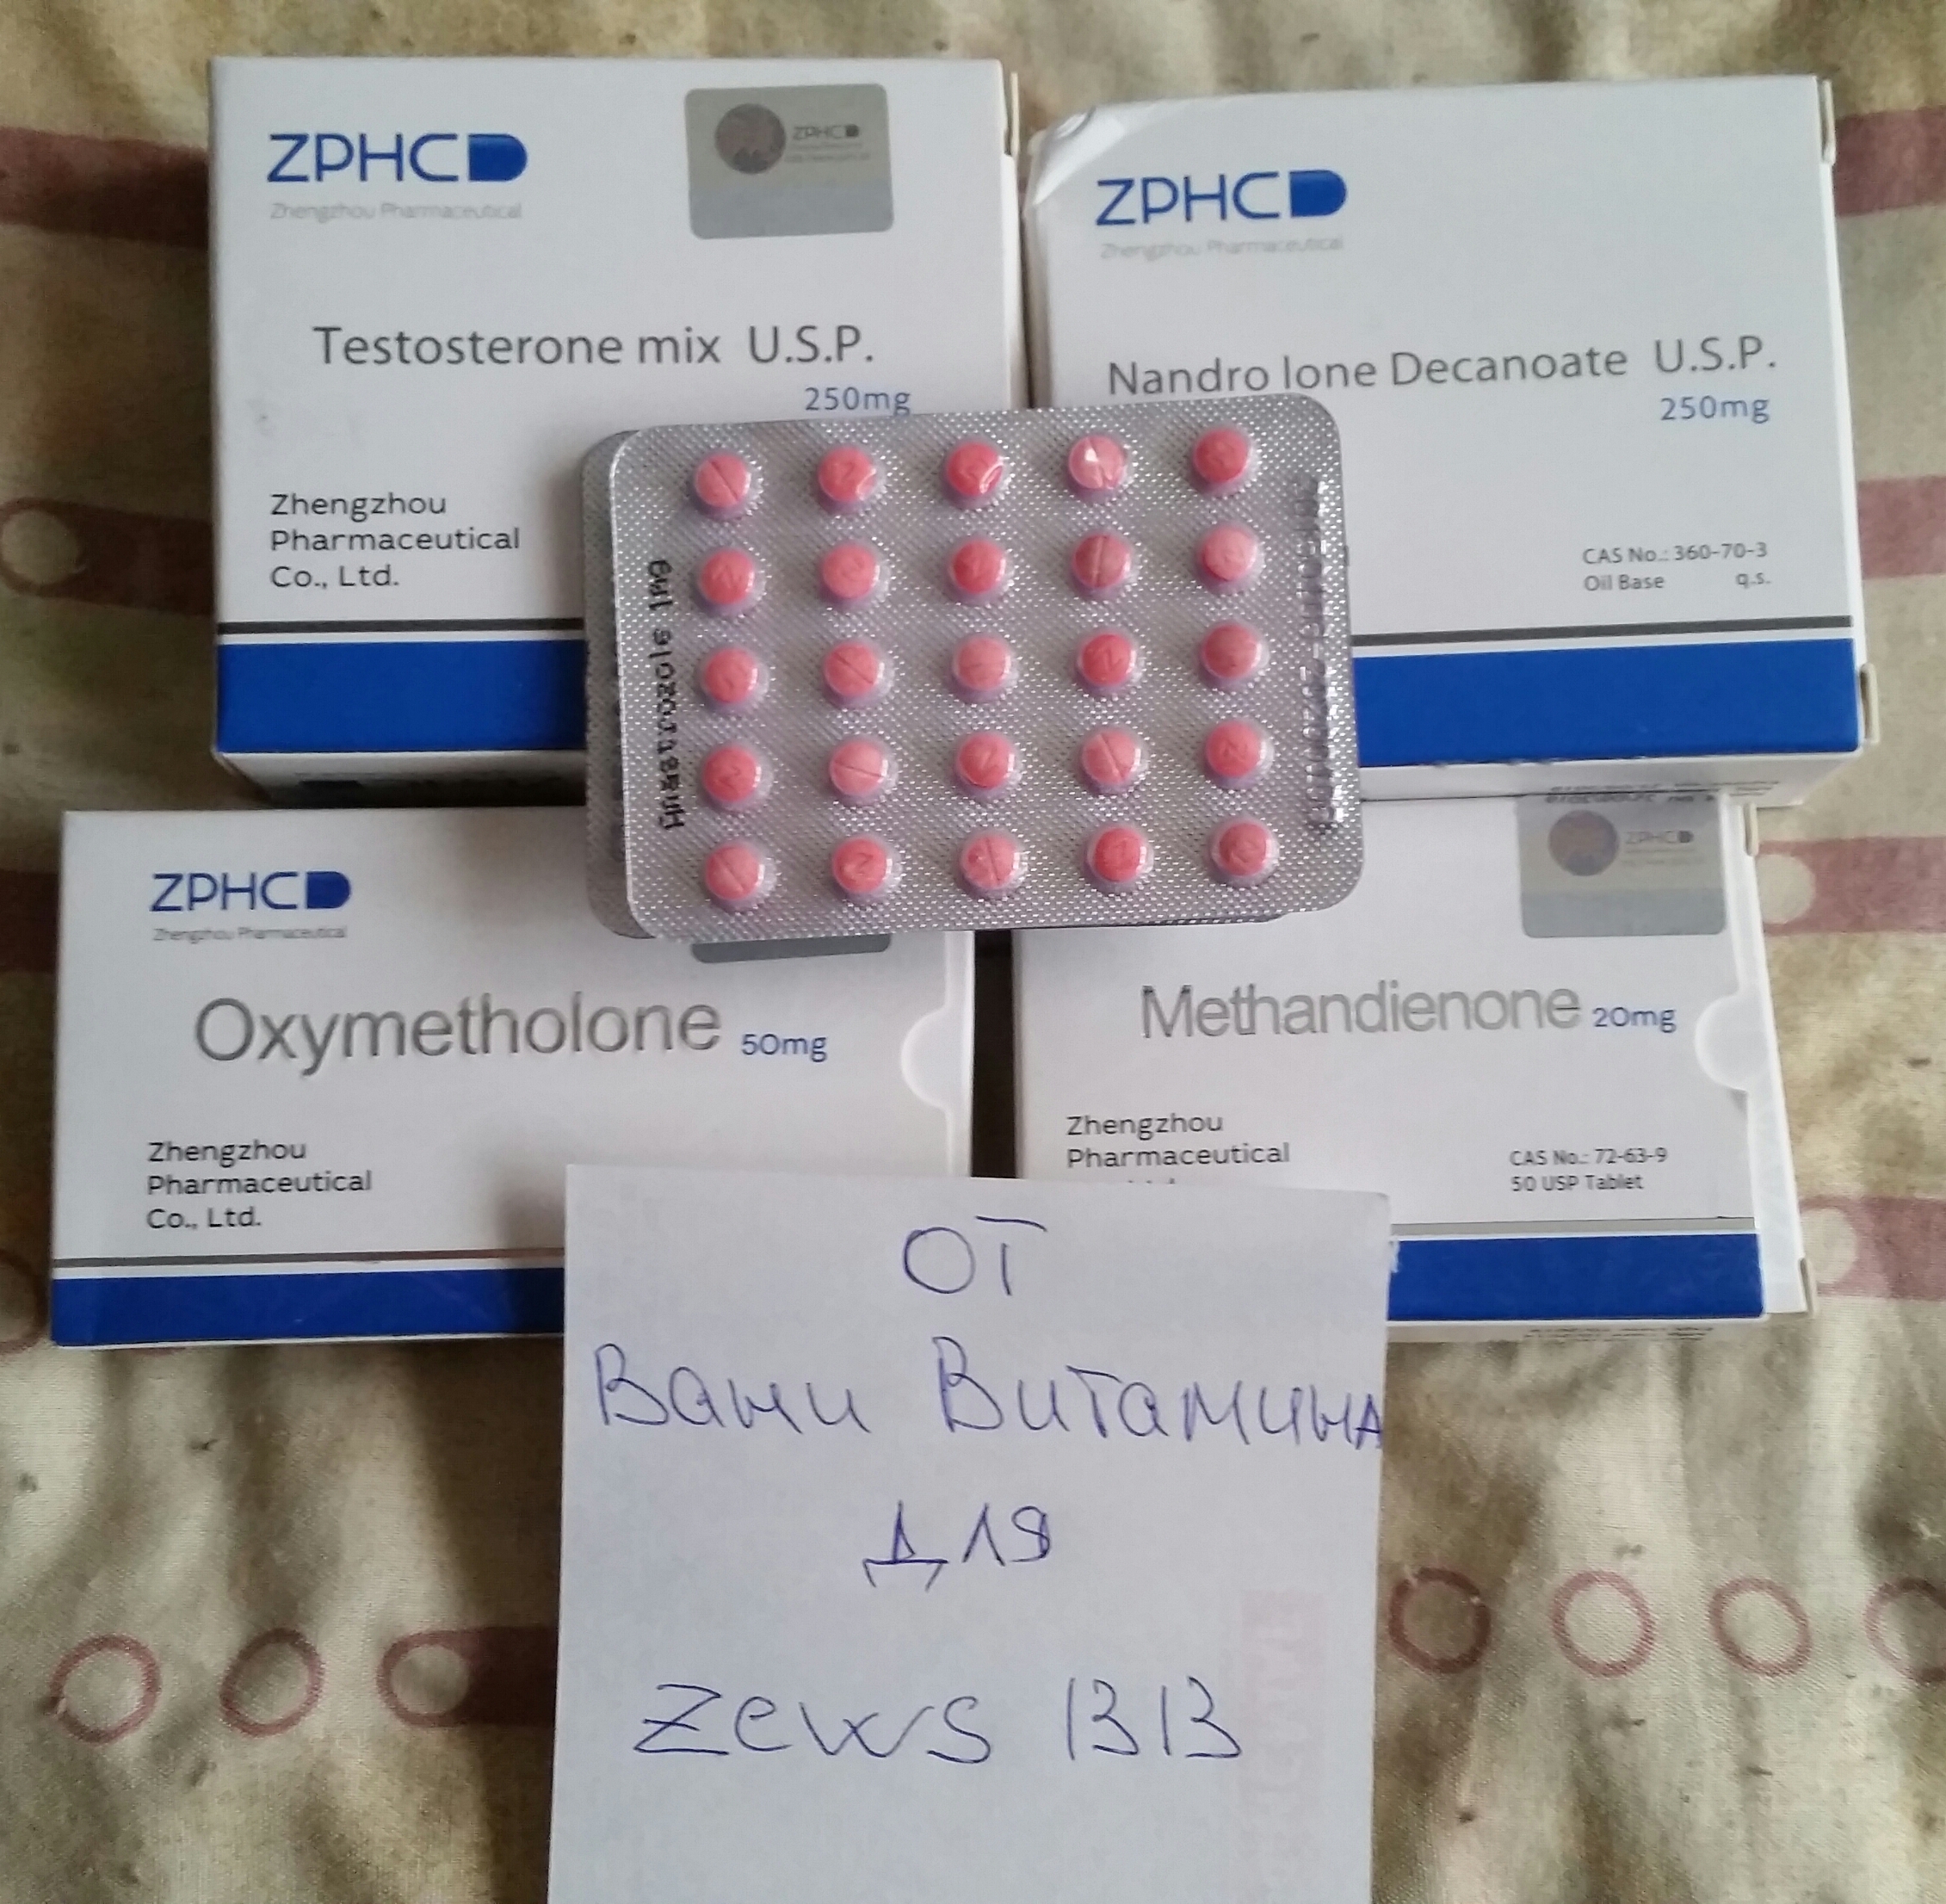 ZPHC
Zhengzhou Pharmaceutical
ZPHC
Testosterone mix U.S.P.
250mg
Zhengzhou
Pharmaceutical
Co., Ltd.
ZPHC
Zhengzhou Pharmaceutical
Nandro lone Decanoate U.S.P.
250mg
CAS No.: 360-70-3
Oil Base q.s.
ZPHC
Zhengzhou Pharmaceutical
Oxymetholone 50mg
Zhengzhou
Pharmaceutical
Co., Ltd.
ZPHC
Methandienone 20mg
Zhengzhou
Pharmaceutical
CAS No.: 72-63-9
50 USP Tablet
ОТ
Вани Витамина
для
Zews 1313